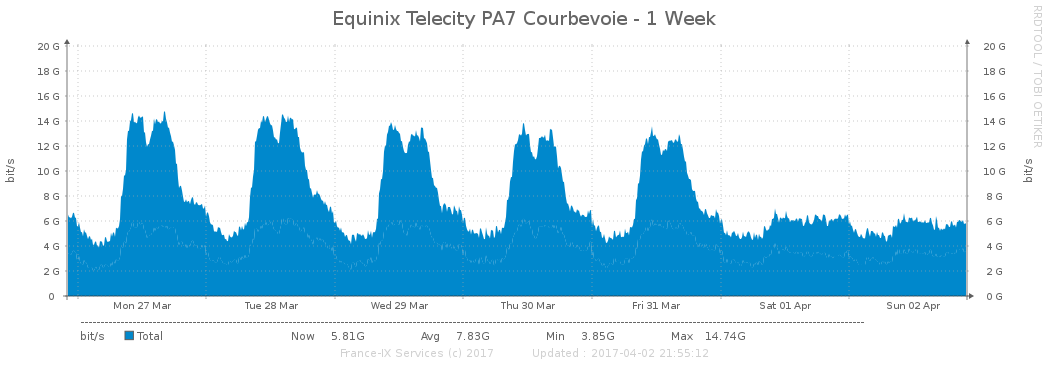 Equinix Telecity PA7 Courbevoie - 1 Week
RRDTOOL / TOBI OETIKER
20 G 20 G
18 G 18 G
16 G 16 G
14 G 14 G
12 G 12 G
10 G 10 G
8 G 8 G
6 G 6 G
4 G 4 G
2 G 2 G
0 0 G
bit/s bit/s
Mon 27 Mar Tue 28 Mar Wed 29 Mar Thu 30 Mar Fri 31 Mar Sat 01 Apr Sun 02 Apr
bit/s Total Now 5.81G Avg 7.83G Min 3.85G Max 14.74G
France-IX Services (c) 2017 Updated : 2017-04-02 21:55:12